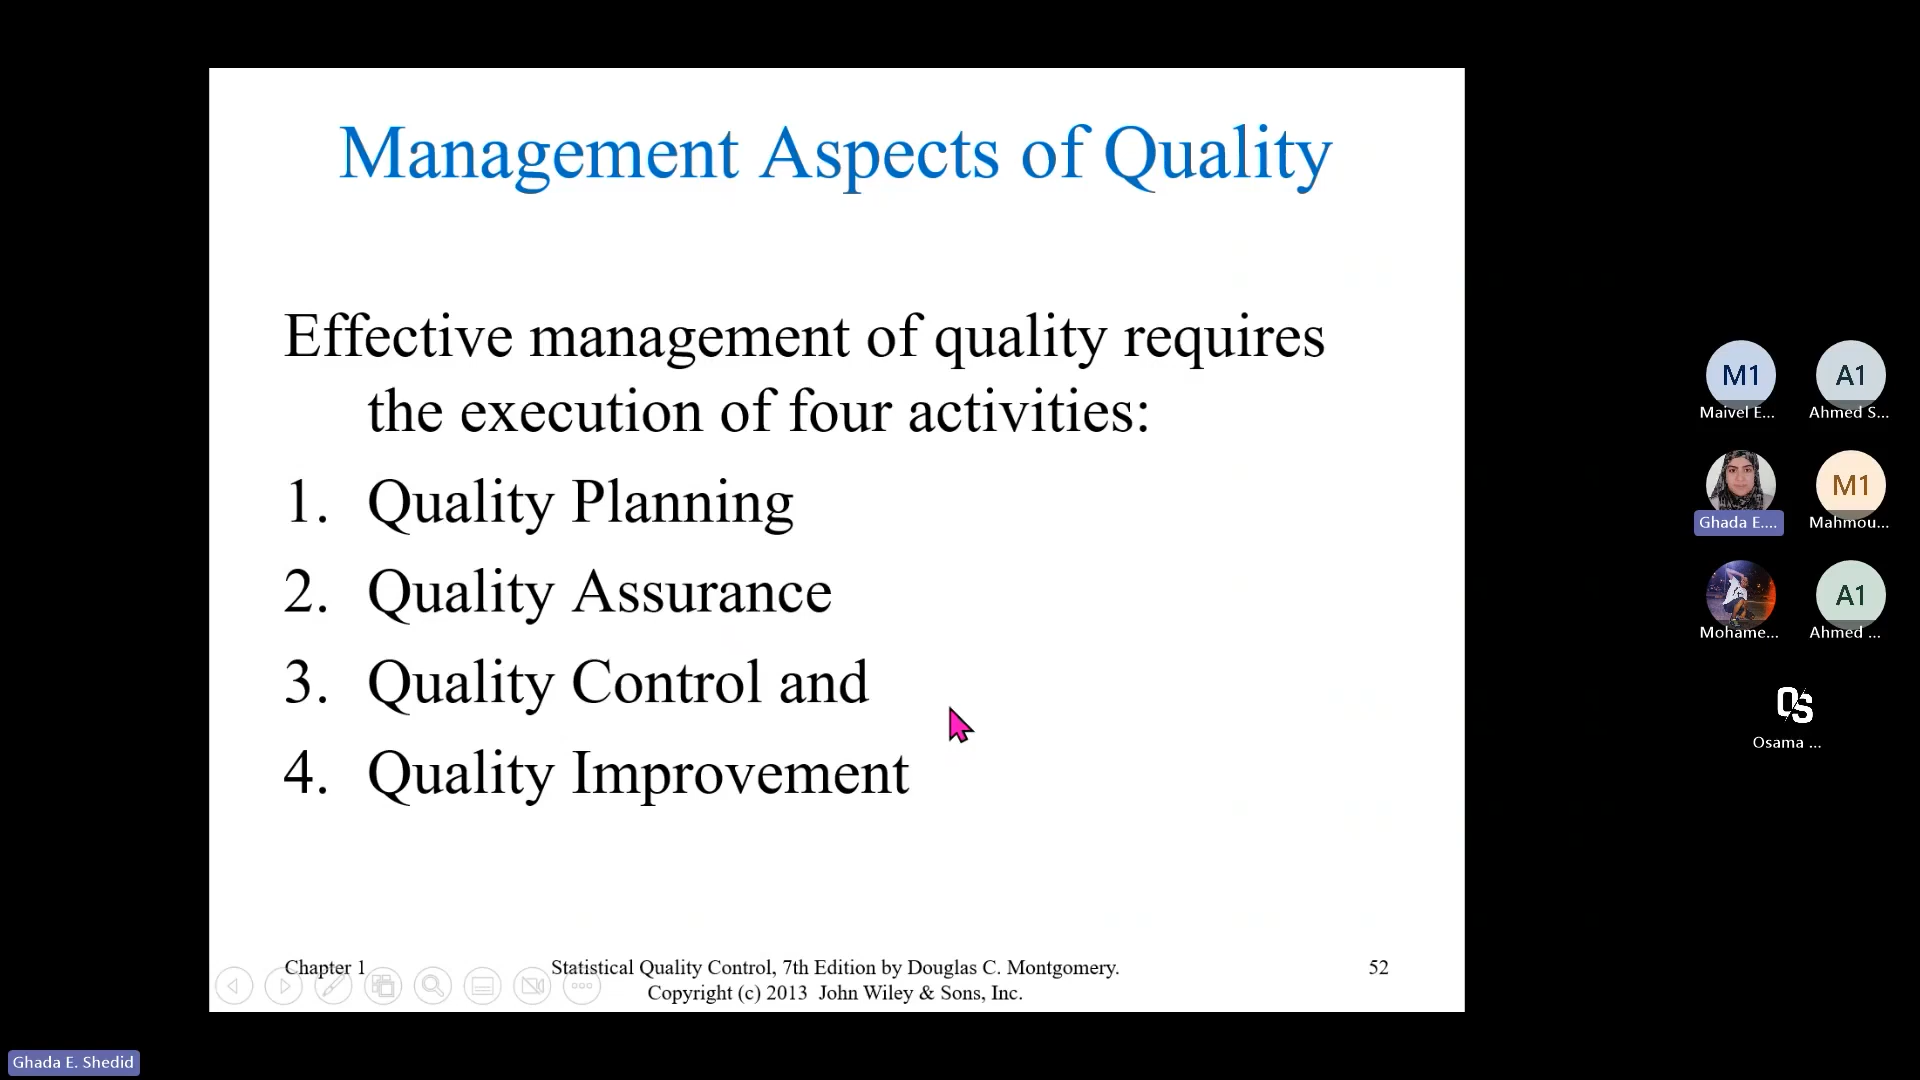 Management Aspects of Quality
Effective management of quality requires
the execution of four activities:
1. Quality Planning
2. Quality Assurance
3. Quality Control and
4. Quality Improvement
Chapter 1
Statistical Quality Control, 7th Edition by Douglas C. Montgomery.
Copyright (c) 2013 John Wiley & Sons, Inc.
52
M1
A1
Maivel E...
Ahmed S...
M1
Ghada E....
Mahmou...
A1
Mohame...
Ahmed ...
OS
Osama ...
Ghada E. Shedid